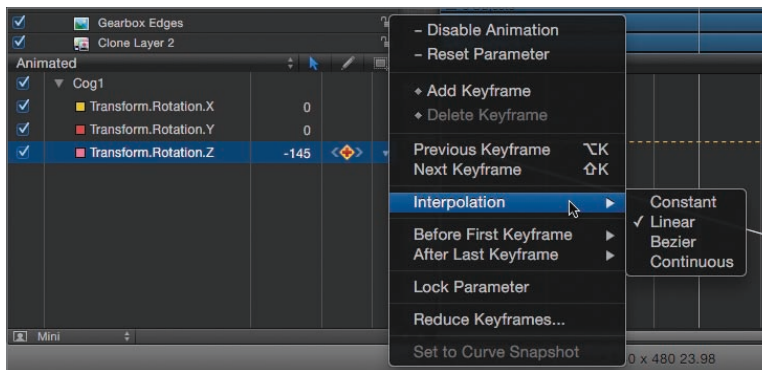 Gearbox Edges
Clone Layer 2
Animated
Cog1
Transform.Rotation.X 0
Transform.Rotation.Y 0
Transform.Rotation.Z -145
Mini
– Disable Animation
– Reset Parameter
Add Keyframe
Delete Keyframe
Previous Keyframe ⌥K
Next Keyframe ⇧K
Interpolation
Before First Keyframe
After Last Keyframe
Lock Parameter
Reduce Keyframes...
Set to Curve Snapshot
Constant
✓ Linear
Bezier
Continuous
0 x 480 23.98